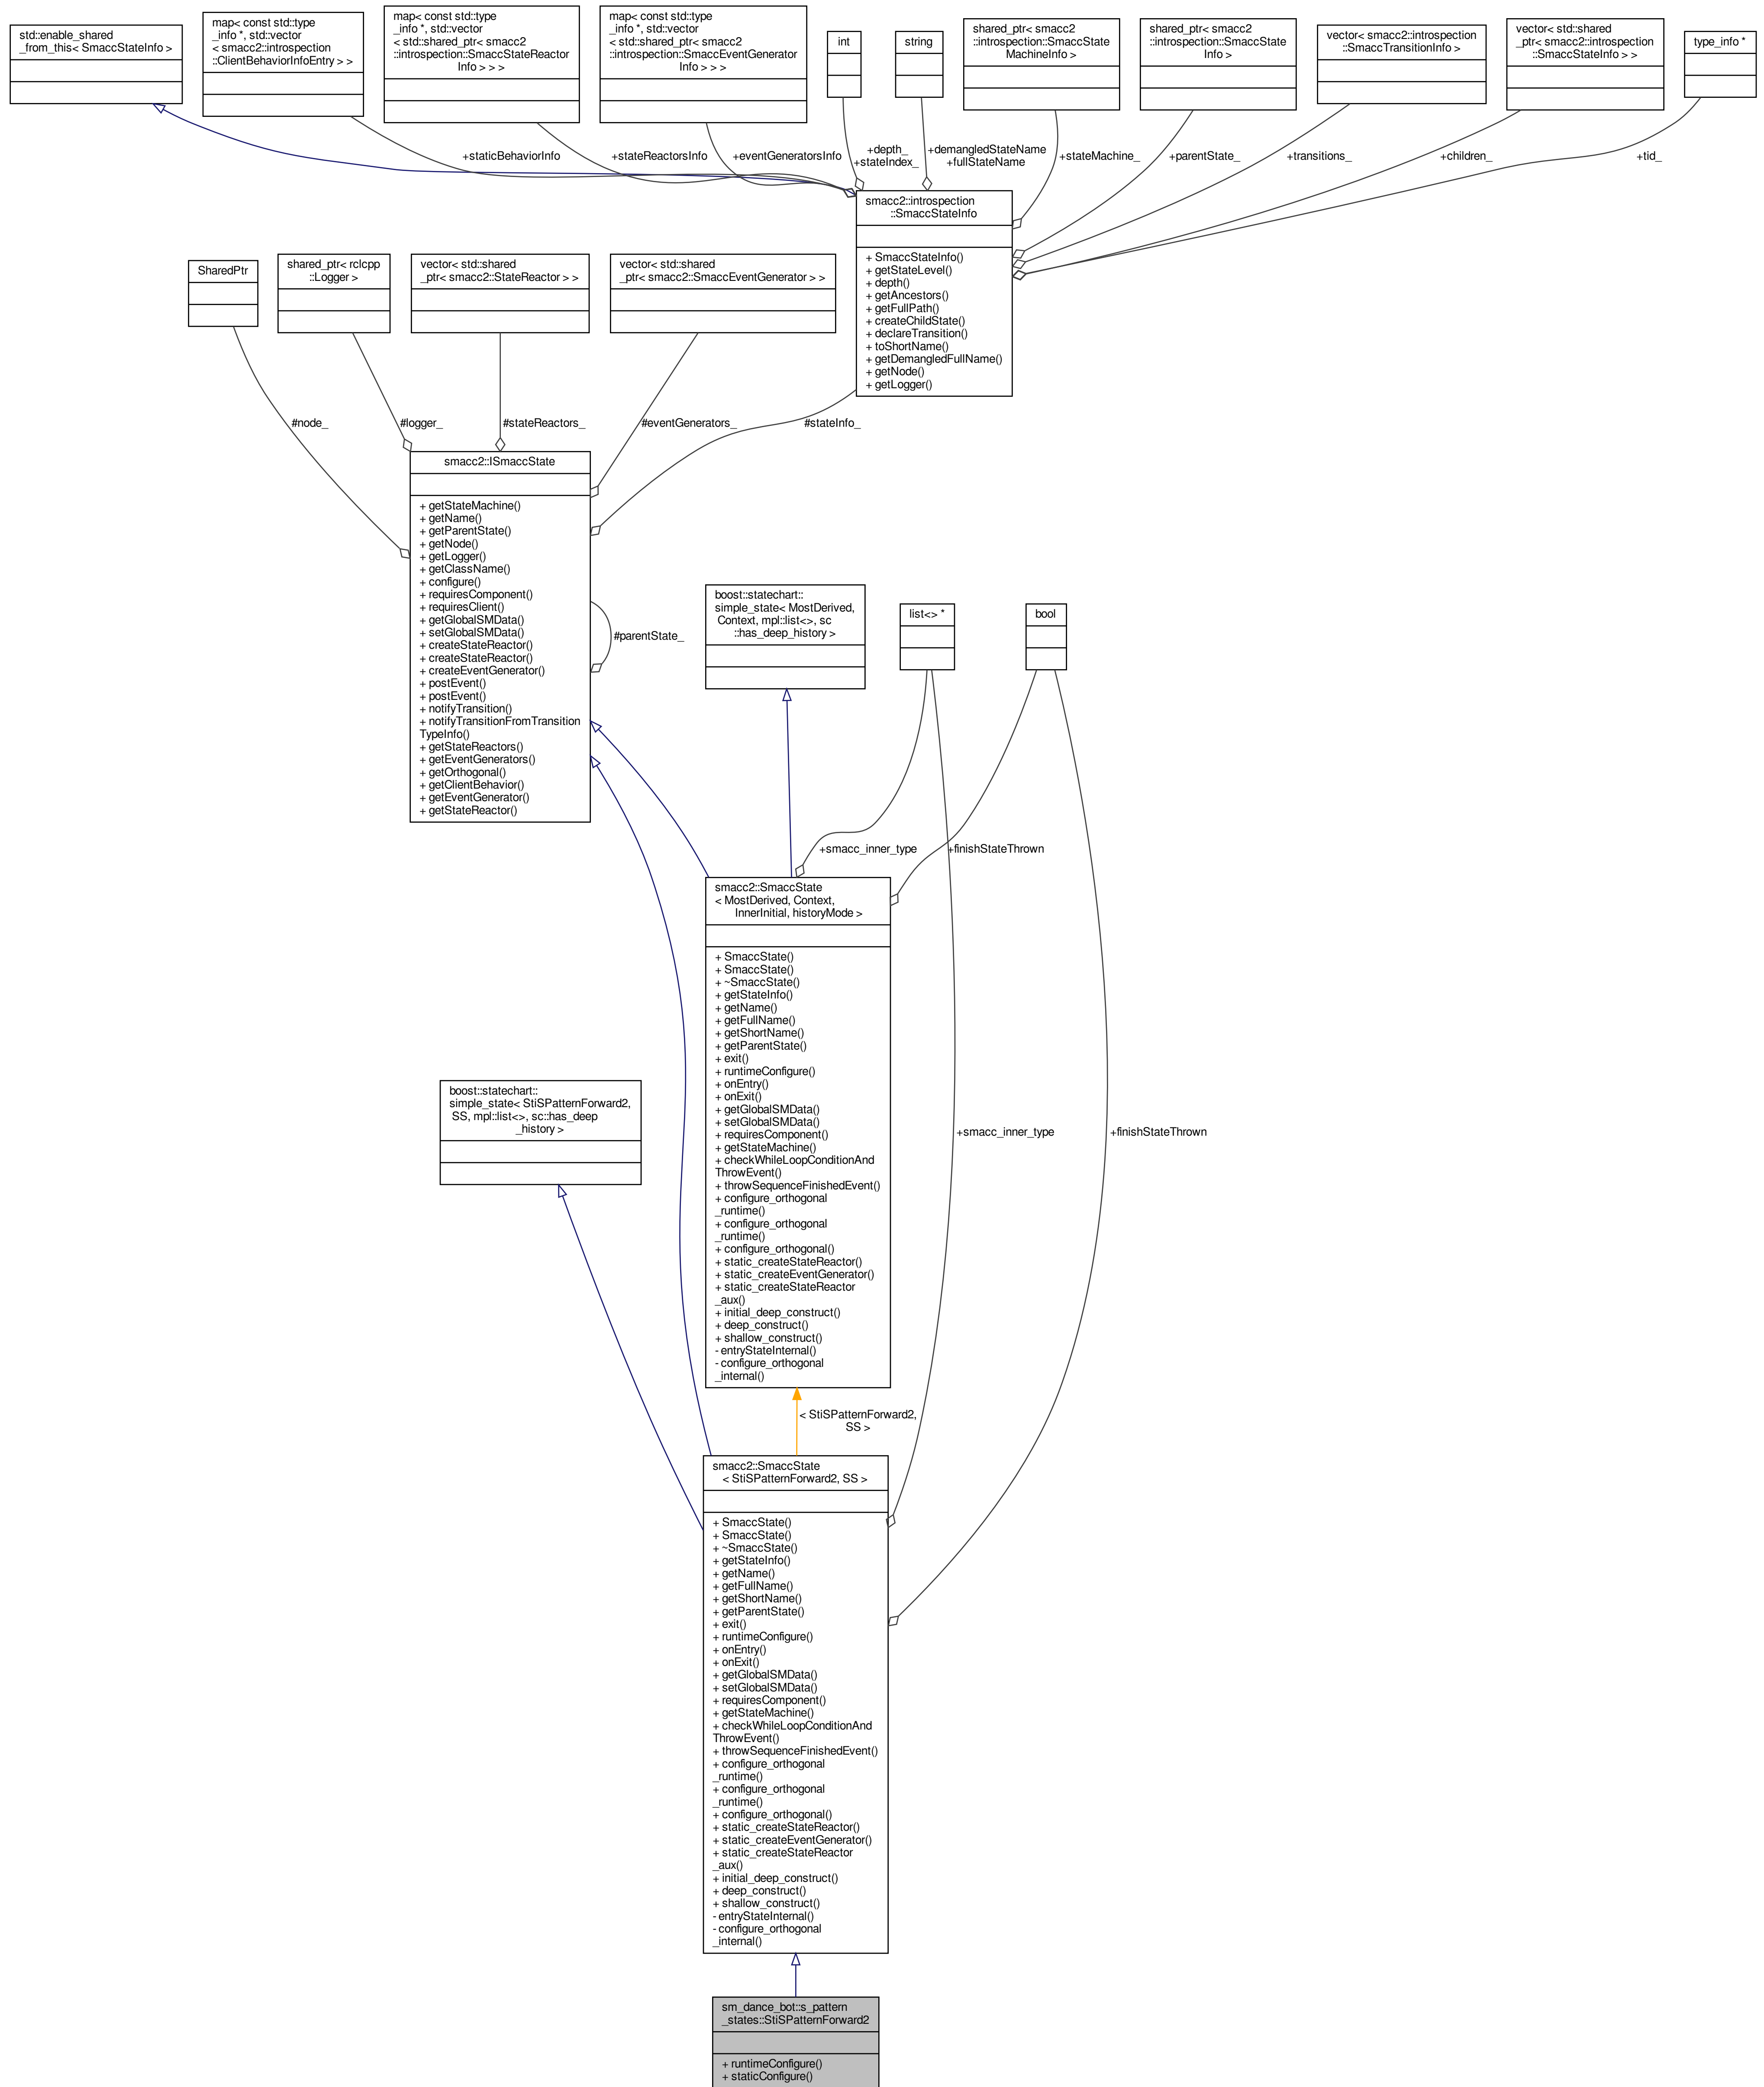 std::enable_shared
_from_this< SmaccStateInfo >
map< const std::type
_info *, std::vector
< smacc2::introspection
::ClientBehaviorInfoEntry > >
map< const std::type
_info *, std::vector
< std::shared_ptr< smacc2
::introspection::SmaccStateReactor
Info > > >
map< const std::type
_info *, std::vector
< std::shared_ptr< smacc2
::introspection::SmaccEventGenerator
Info > > >
int
string
shared_ptr< smacc2
::introspection::SmaccState
MachineInfo >
shared_ptr< smacc2
::introspection::SmaccState
Info >
vector< smacc2::introspection
::SmaccTransitionInfo >
vector< std::shared
_ptr< smacc2::introspection
::SmaccStateInfo > >
type_info *
+staticBehaviorInfo
+stateReactorsInfo
+eventGeneratorsInfo
+depth_
+stateIndex_
+demangledStateName
+fullStateName
+stateMachine_
+parentState_
+transitions_
+children_
+tid_
smacc2::introspection
::SmaccStateInfo
+ SmaccStateInfo()
+ getStateLevel()
+ depth()
+ getAncestors()
+ getFullPath()
+ createChildState()
+ declareTransition()
+ toShortName()
+ getDemangledFullName()
+ getNode()
+ getLogger()
SharedPtr
shared_ptr< rclcpp
::Logger >
vector< std::shared
_ptr< smacc2::StateReactor > >
vector< std::shared
_ptr< smacc2::SmaccEventGenerator > >
#node_
#logger_
#stateReactors_
#eventGenerators_
#stateInfo_
smacc2::ISmaccState
+ getStateMachine()
+ getName()
+ getParentState()
+ getNode()
+ getLogger()
+ getClassName()
+ configure()
+ requiresComponent()
+ requiresClient()
+ getGlobalSMData()
+ setGlobalSMData()
+ createStateReactor()
+ createStateReactor()
+ createEventGenerator()
+ postEvent()
+ postEvent()
+ notifyTransition()
+ notifyTransitionFromTransition
TypeInfo()
+ getStateReactors()
+ getEventGenerators()
+ getOrthogonal()
+ getClientBehavior()
+ getEventGenerator()
+ getStateReactor()
#parentState_
boost::statechart::
simple_state< MostDerived,
Context, mpl::list<>, sc
::has_deep_history >
list<> *
bool
+smacc_inner_type
+finishStateThrown
smacc2::SmaccState
< MostDerived, Context,
InnerInitial, historyMode >
+ SmaccState()
+ SmaccState()
+ ~SmaccState()
+ getStateInfo()
+ getName()
+ getFullName()
+ getShortName()
+ getParentState()
+ exit()
+ runtimeConfigure()
+ onEntry()
+ onExit()
+ getGlobalSMData()
+ setGlobalSMData()
+ requiresComponent()
+ getStateMachine()
+ checkWhileLoopConditionAnd
ThrowEvent()
+ throwSequenceFinishedEvent()
+ configure_orthogonal
_runtime()
+ configure_orthogonal
_runtime()
+ configure_orthogonal()
+ static_createStateReactor()
+ static_createEventGenerator()
+ static_createStateReactor
_aux()
+ initial_deep_construct()
+ deep_construct()
+ shallow_construct()
- entryStateInternal()
- configure_orthogonal
_internal()
boost::statechart::
simple_state< StiSPatternForward2,
SS, mpl::list<>, sc::has_deep
_history >
+smacc_inner_type
+finishStateThrown
< StiSPatternForward2,
SS >
smacc2::SmaccState
< StiSPatternForward2, SS >
+ SmaccState()
+ SmaccState()
+ ~SmaccState()
+ getStateInfo()
+ getName()
+ getFullName()
+ getShortName()
+ getParentState()
+ exit()
+ runtimeConfigure()
+ onEntry()
+ onExit()
+ getGlobalSMData()
+ setGlobalSMData()
+ requiresComponent()
+ getStateMachine()
+ checkWhileLoopConditionAnd
ThrowEvent()
+ throwSequenceFinishedEvent()
+ configure_orthogonal
_runtime()
+ configure_orthogonal
_runtime()
+ configure_orthogonal()
+ static_createStateReactor()
+ static_createEventGenerator()
+ static_createStateReactor
_aux()
+ initial_deep_construct()
+ deep_construct()
+ shallow_construct()
- entryStateInternal()
- configure_orthogonal
_internal()
sm_dance_bot::s_pattern
_states::StiSPatternForward2
+ runtimeConfigure()
+ staticConfigure()